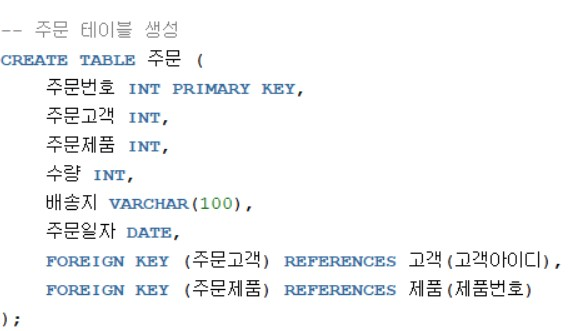 -- 주문 테이블 생성
CREATE TABLE 주문 (
    주문번호 INT PRIMARY KEY,
    주문고객 INT,
    주문제품 INT,
    수량 INT,
    배송지 VARCHAR(100),
    주문일자 DATE,
    FOREIGN KEY (주문고객) REFERENCES 고객(고객아이디),
    FOREIGN KEY (주문제품) REFERENCES 제품(제품번호)
);